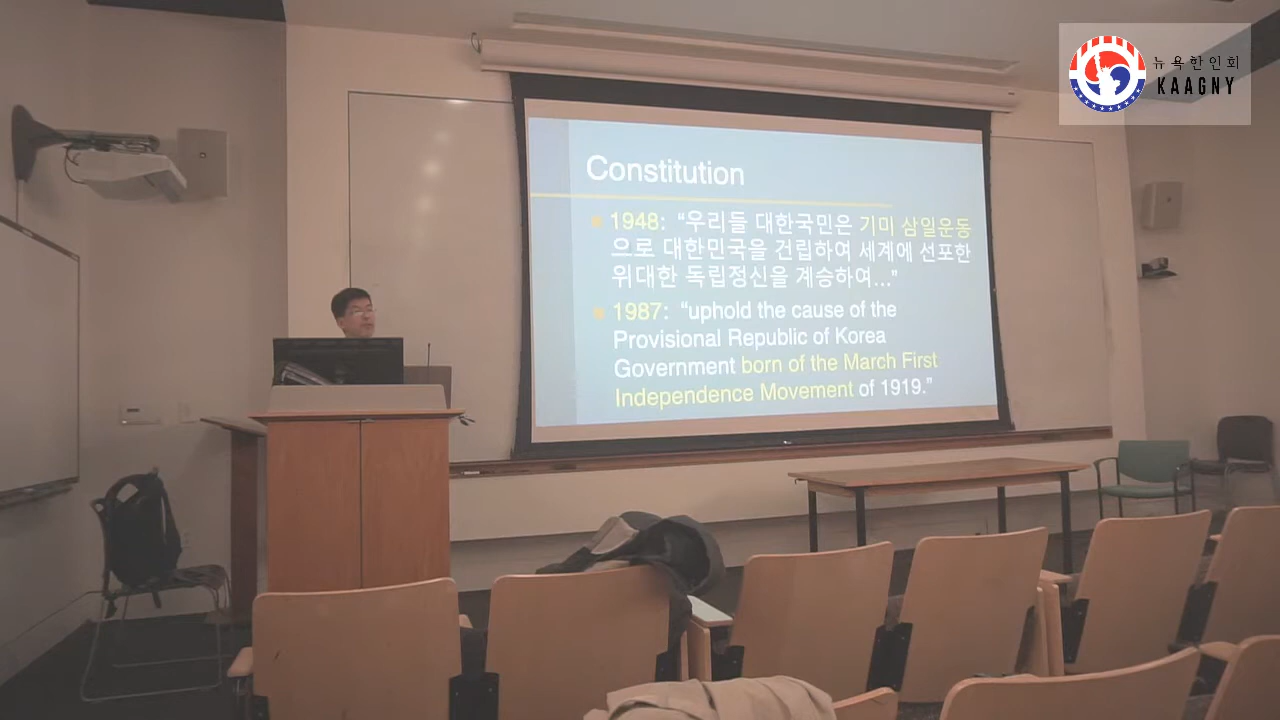 뉴욕한인회
KAAGNY
Constitution
1948: “우리들 대한국민은 기미 삼일운동
으로 대한민국을 건립하여 세계에 선포한
위대한 독립정신을 계승하여...”
1987: “uphold the cause of the
Provisional Republic of Korea
Government born of the March First
Independence Movement of 1919.”